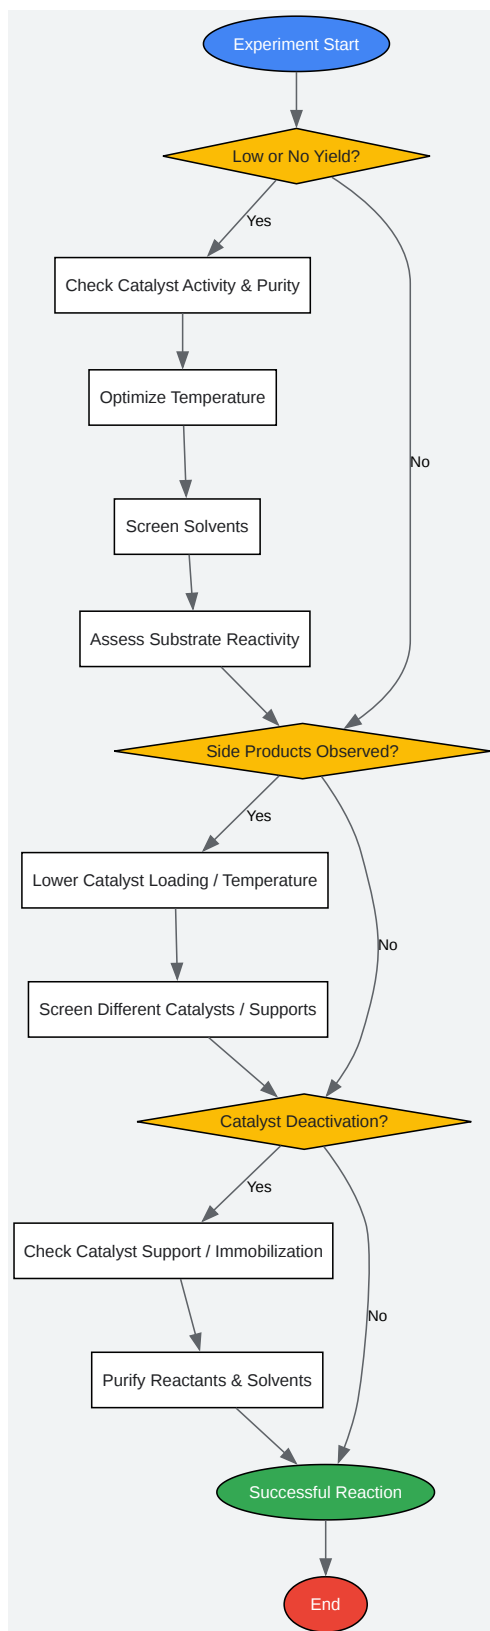 Experiment Start
Low or No Yield?
Yes
Check Catalyst Activity & Purity
Optimize Temperature
No
Screen Solvents
Assess Substrate Reactivity
Side Products Observed?
Yes
Lower Catalyst Loading / Temperature
No
Screen Different Catalysts / Supports
Catalyst Deactivation?
Yes
Check Catalyst Support / Immobilization
No
Purify Reactants & Solvents
Successful Reaction
End